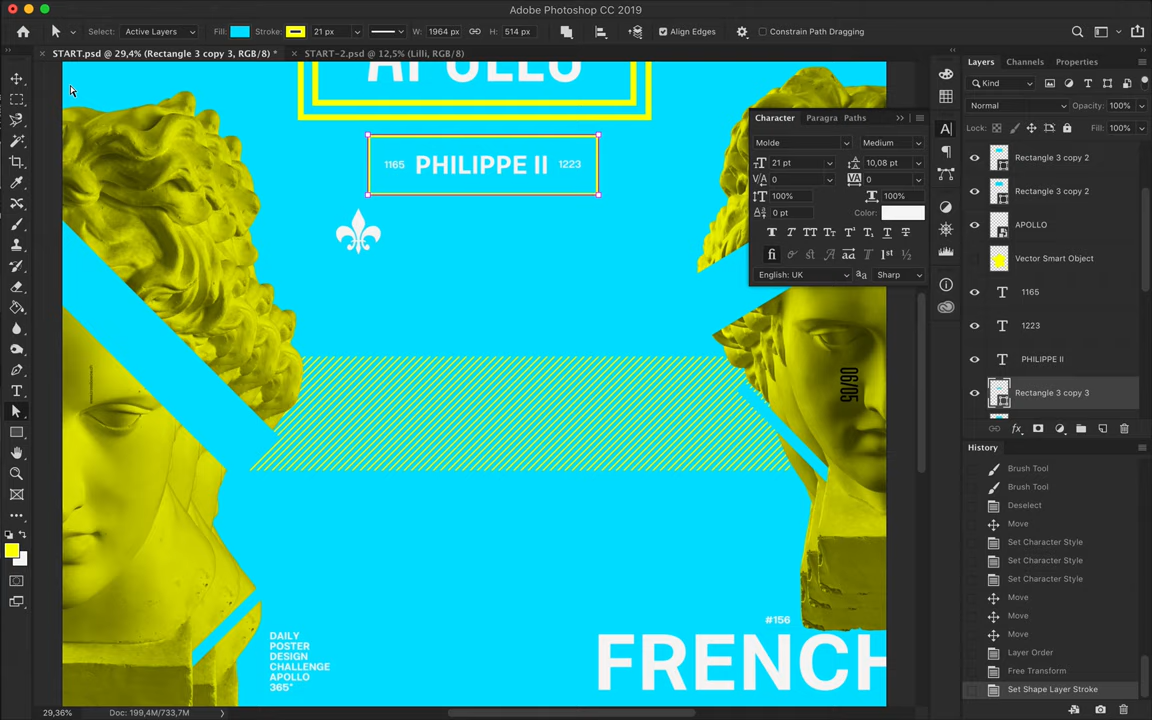 Adobe Photoshop CC 2019
Select: Active Layers Fill: Stroke: 21 px W: 1964 px H: 514 px Align Edges Constrain Path Dragging
START.psd @ 29,4% (Rectangle 3 copy 3, RGB/8) * START-2.psd @ 12,5% (Lilli, RGB/8)
APOLLO
1165 PHILIPPE II 1223
06/05
#156
FRENCH
DAILY
POSTER
DESIGN
CHALLENGE
APOLLO
365°
Character Paragra Paths
Molde Medium
21 pt 10,08 pt
0 0
100% 100%
0 pt Color:
English: UK Sharp
Layers Channels Properties
Kind
Normal Opacity: 100%
Lock: Fill: 100%
Rectangle 3 copy 2
Rectangle 3 copy 2
APOLLO
Vector Smart Object
1165
1223
PHILIPPE II
Rectangle 3 copy 3
History
Brush Tool
Brush Tool
Deselect
Move
Set Character Style
Set Character Style
Set Character Style
Move
Move
Move
Layer Order
Free Transform
Set Shape Layer Stroke
29,36% Doc: 199,4M/733,7M